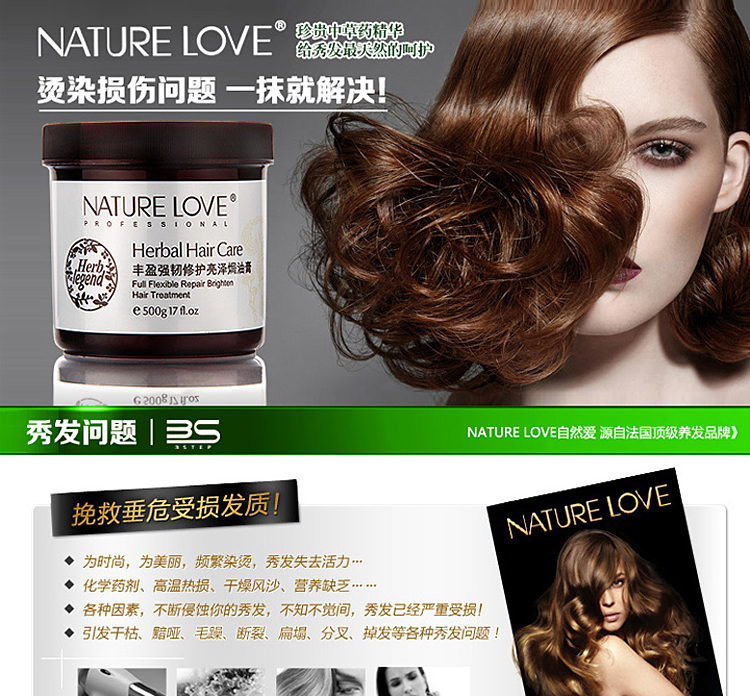 NATURE LOVE®
珍贵中草药精华
给秀发最天然的呵护
烫染损伤问题 一抹就解决!
NATURE LOVE®
PROFESSIONAL
Herb legend
Herbal Hair Care
丰盈强韧修护亮泽焗油膏
Full Flexible Repair Brighten
Hair Treatment
e 500g 17 fl.oz
秀发问题 | 3S
3STEP
NATURE LOVE自然爱 源自法国顶级养发品牌》
挽救垂危受损发质!
NATURE LOVE
◆ 为时尚，为美丽，频繁染烫，秀发失去活力……
◆ 化学药剂、高温热损、干燥风沙、营养缺乏……
◆ 各种因素，不断侵蚀你的秀发，不知不觉间，秀发已经严重受损!
◆ 引发干枯、黯哑、毛躁、断裂、扁塌、分叉、掉发等各种秀发问题！